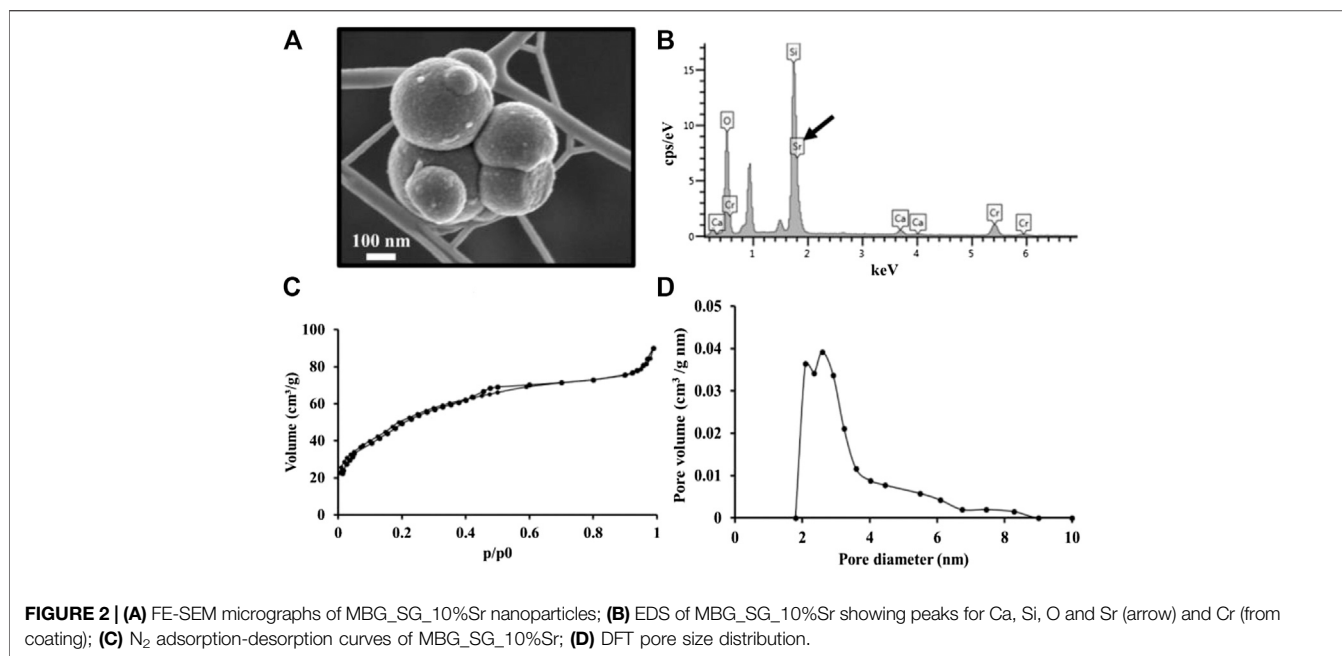 A
100 nm
B
cps/eV
15
10
5
0
Ca
O
Cr
Si
Sr
Ca
Ca
Cr
Cr
1
2
3
4
5
6
keV
C
Volume (cm³/g)
100
80
60
40
20
0
0
0.2
0.4
0.6
0.8
1
p/p0
D
Pore volume (cm³ /g nm)
0.05
0.04
0.03
0.02
0.01
0
0
2
4
6
8
10
Pore diameter (nm)
FIGURE 2 | (A) FE-SEM micrographs of MBG_SG_10%Sr nanoparticles; (B) EDS of MBG_SG_10%Sr showing peaks for Ca, Si, O and Sr (arrow) and Cr (from
coating); (C) N₂ adsorption-desorption curves of MBG_SG_10%Sr; (D) DFT pore size distribution.